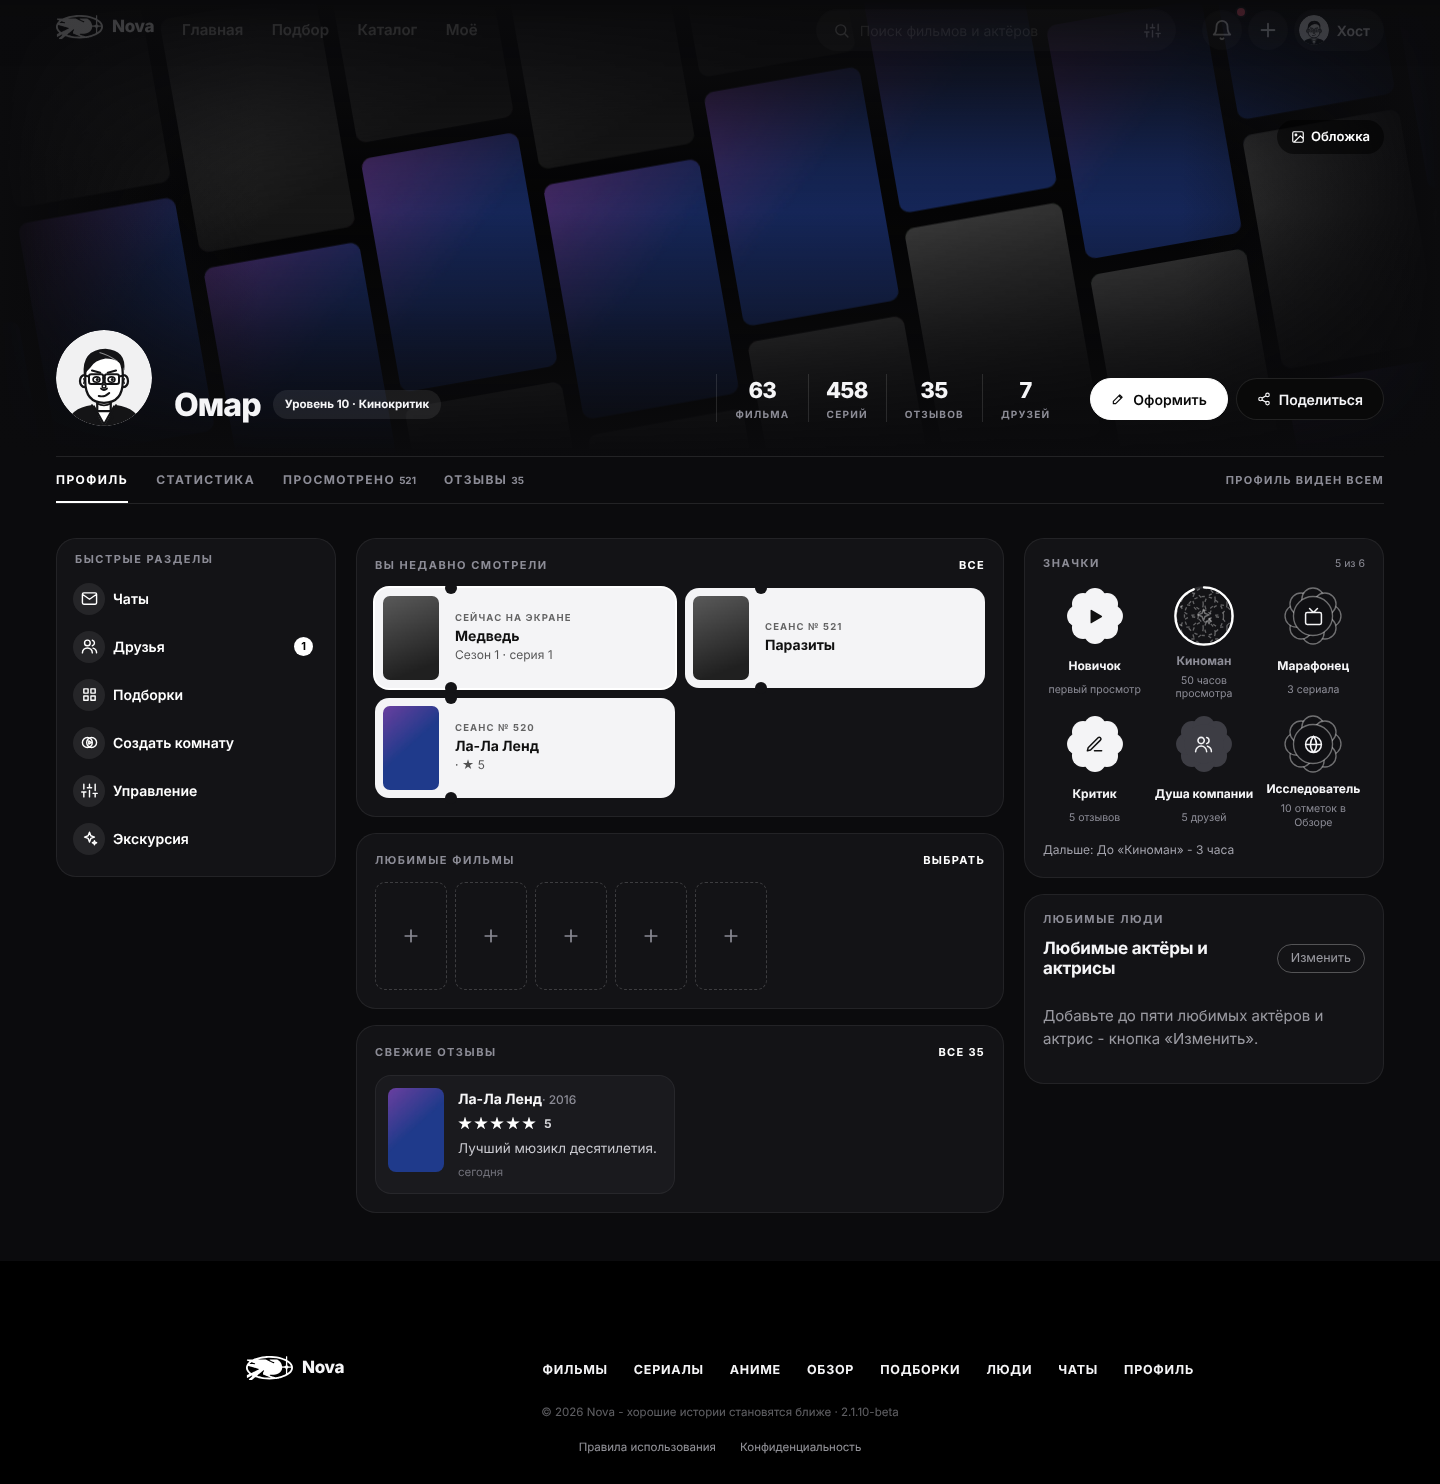 Nova
Главная
Подбор
Каталог
Моё
Поиск фильмов и актёров
Хост
Обложка
Омар
Уровень 10 · Кинокритик
63
ФИЛЬМА
458
СЕРИЙ
35
ОТЗЫВОВ
7
ДРУЗЕЙ
Оформить
Поделиться
ПРОФИЛЬ
СТАТИСТИКА
ПРОСМОТРЕНО 521
ОТЗЫВЫ 35
ПРОФИЛЬ ВИДЕН ВСЕМ
БЫСТРЫЕ РАЗДЕЛЫ
Чаты
Друзья
1
Подборки
Создать комнату
Управление
Экскурсия
ВЫ НЕДАВНО СМОТРЕЛИ
ВСЕ
СЕЙЧАС НА ЭКРАНЕ
Медведь
Сезон 1 · серия 1
СЕАНС № 521
Паразиты
СЕАНС № 520
Ла-Ла Ленд
· ★ 5
ЛЮБИМЫЕ ФИЛЬМЫ
ВЫБРАТЬ
СВЕЖИЕ ОТЗЫВЫ
ВСЕ 35
Ла-Ла Ленд · 2016
★★★★★ 5
Лучший мюзикл десятилетия.
сегодня
ЗНАЧКИ
5 из 6
Новичок
первый просмотр
Киноман
50 часов
просмотра
Марафонец
3 сериала
Критик
5 отзывов
Душа компании
5 друзей
Исследователь
10 отметок в
Обзоре
Дальше: До «Киноман» - 3 часа
ЛЮБИМЫЕ ЛЮДИ
Любимые актёры и
актрисы
Изменить
Добавьте до пяти любимых актёров и
актрис - кнопка «Изменить».
Nova
ФИЛЬМЫ
СЕРИАЛЫ
АНИМЕ
ОБЗОР
ПОДБОРКИ
ЛЮДИ
ЧАТЫ
ПРОФИЛЬ
© 2026 Nova - хорошие истории становятся ближе · 2.1.10-beta
Правила использования
Конфиденциальность